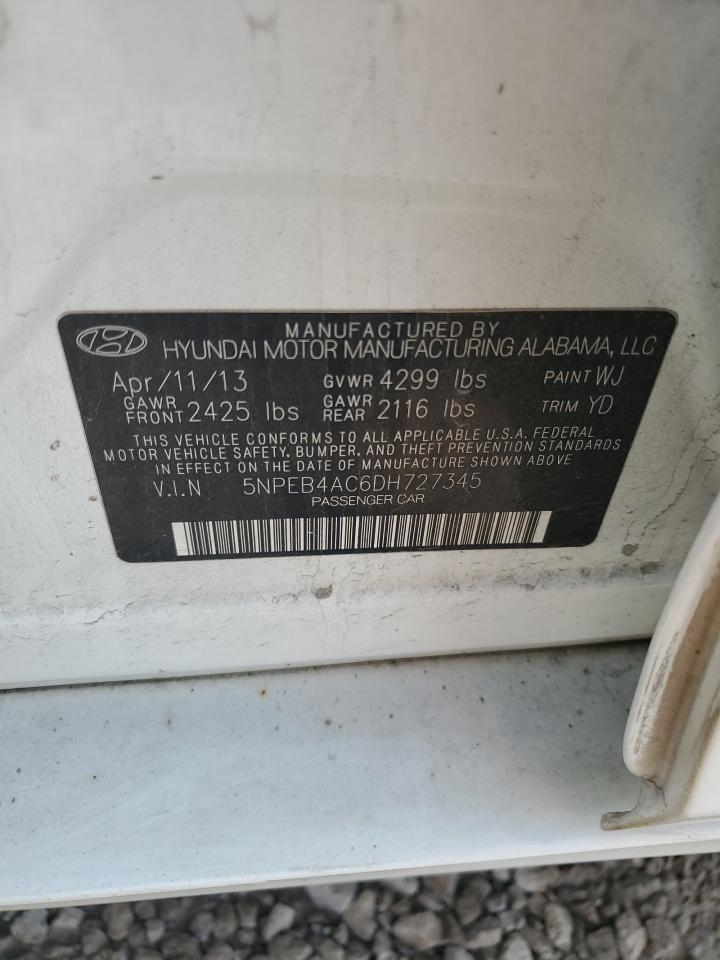 MANUFACTURED BY
HYUNDAI MOTOR MANUFACTURING ALABAMA, LLC
Apr/11/13 GVWR 4299 lbs PAINT WJ
GAWR FRONT 2425 lbs GAWR REAR 2116 lbs TRIM YD
THIS VEHICLE CONFORMS TO ALL APPLICABLE U.S.A. FEDERAL
MOTOR VEHICLE SAFETY, BUMPER, AND THEFT PREVENTION STANDARDS
IN EFFECT ON THE DATE OF MANUFACTURE SHOWN ABOVE
V.I.N 5NPEB4AC6DH727345
PASSENGER CAR